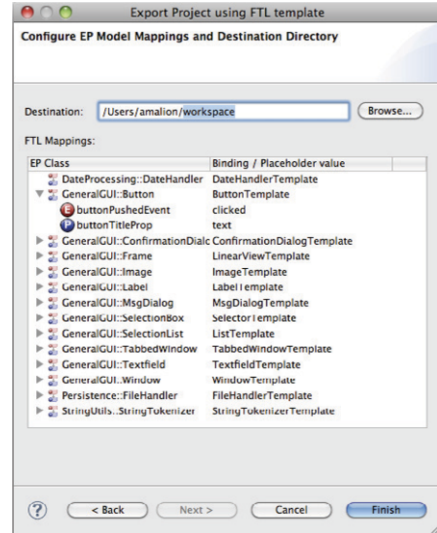 Export Project using FTL template
Configure EP Model Mappings and Destination Directory
Destination: /Users/amalion/workspace Browse...
FTL Mappings:
EP Class Binding / Placeholder value
DateProcessing::DateHandler DateHandlerTemplate
GeneralGUI::Button ButtonTemplate
E buttonPushedEvent clicked
P buttonTitleProp text
GeneralGUI::ConfirmationDialc ConfirmationDialogTemplate
GeneralGUI::Frame LinearViewTemplate
GeneralGUI::Image ImageTemplate
GeneralGUI::Label LabelTemplate
GeneralGUI::MsgDialog MsgDialogTemplate
GeneralGUI::SelectionBox SelectorTemplate
GeneralGUI::SelectionList ListTemplate
GeneralGUI::TabbedWindow TabbedWindowTemplate
GeneralGUI::Textfield TextfieldTemplate
GeneralGUI::Window WindowTemplate
Persistence::FileHandler FileHandlerTemplate
StringUtils::StringTokenizer StringTokenizerTemplate
? < Back Next > Cancel Finish